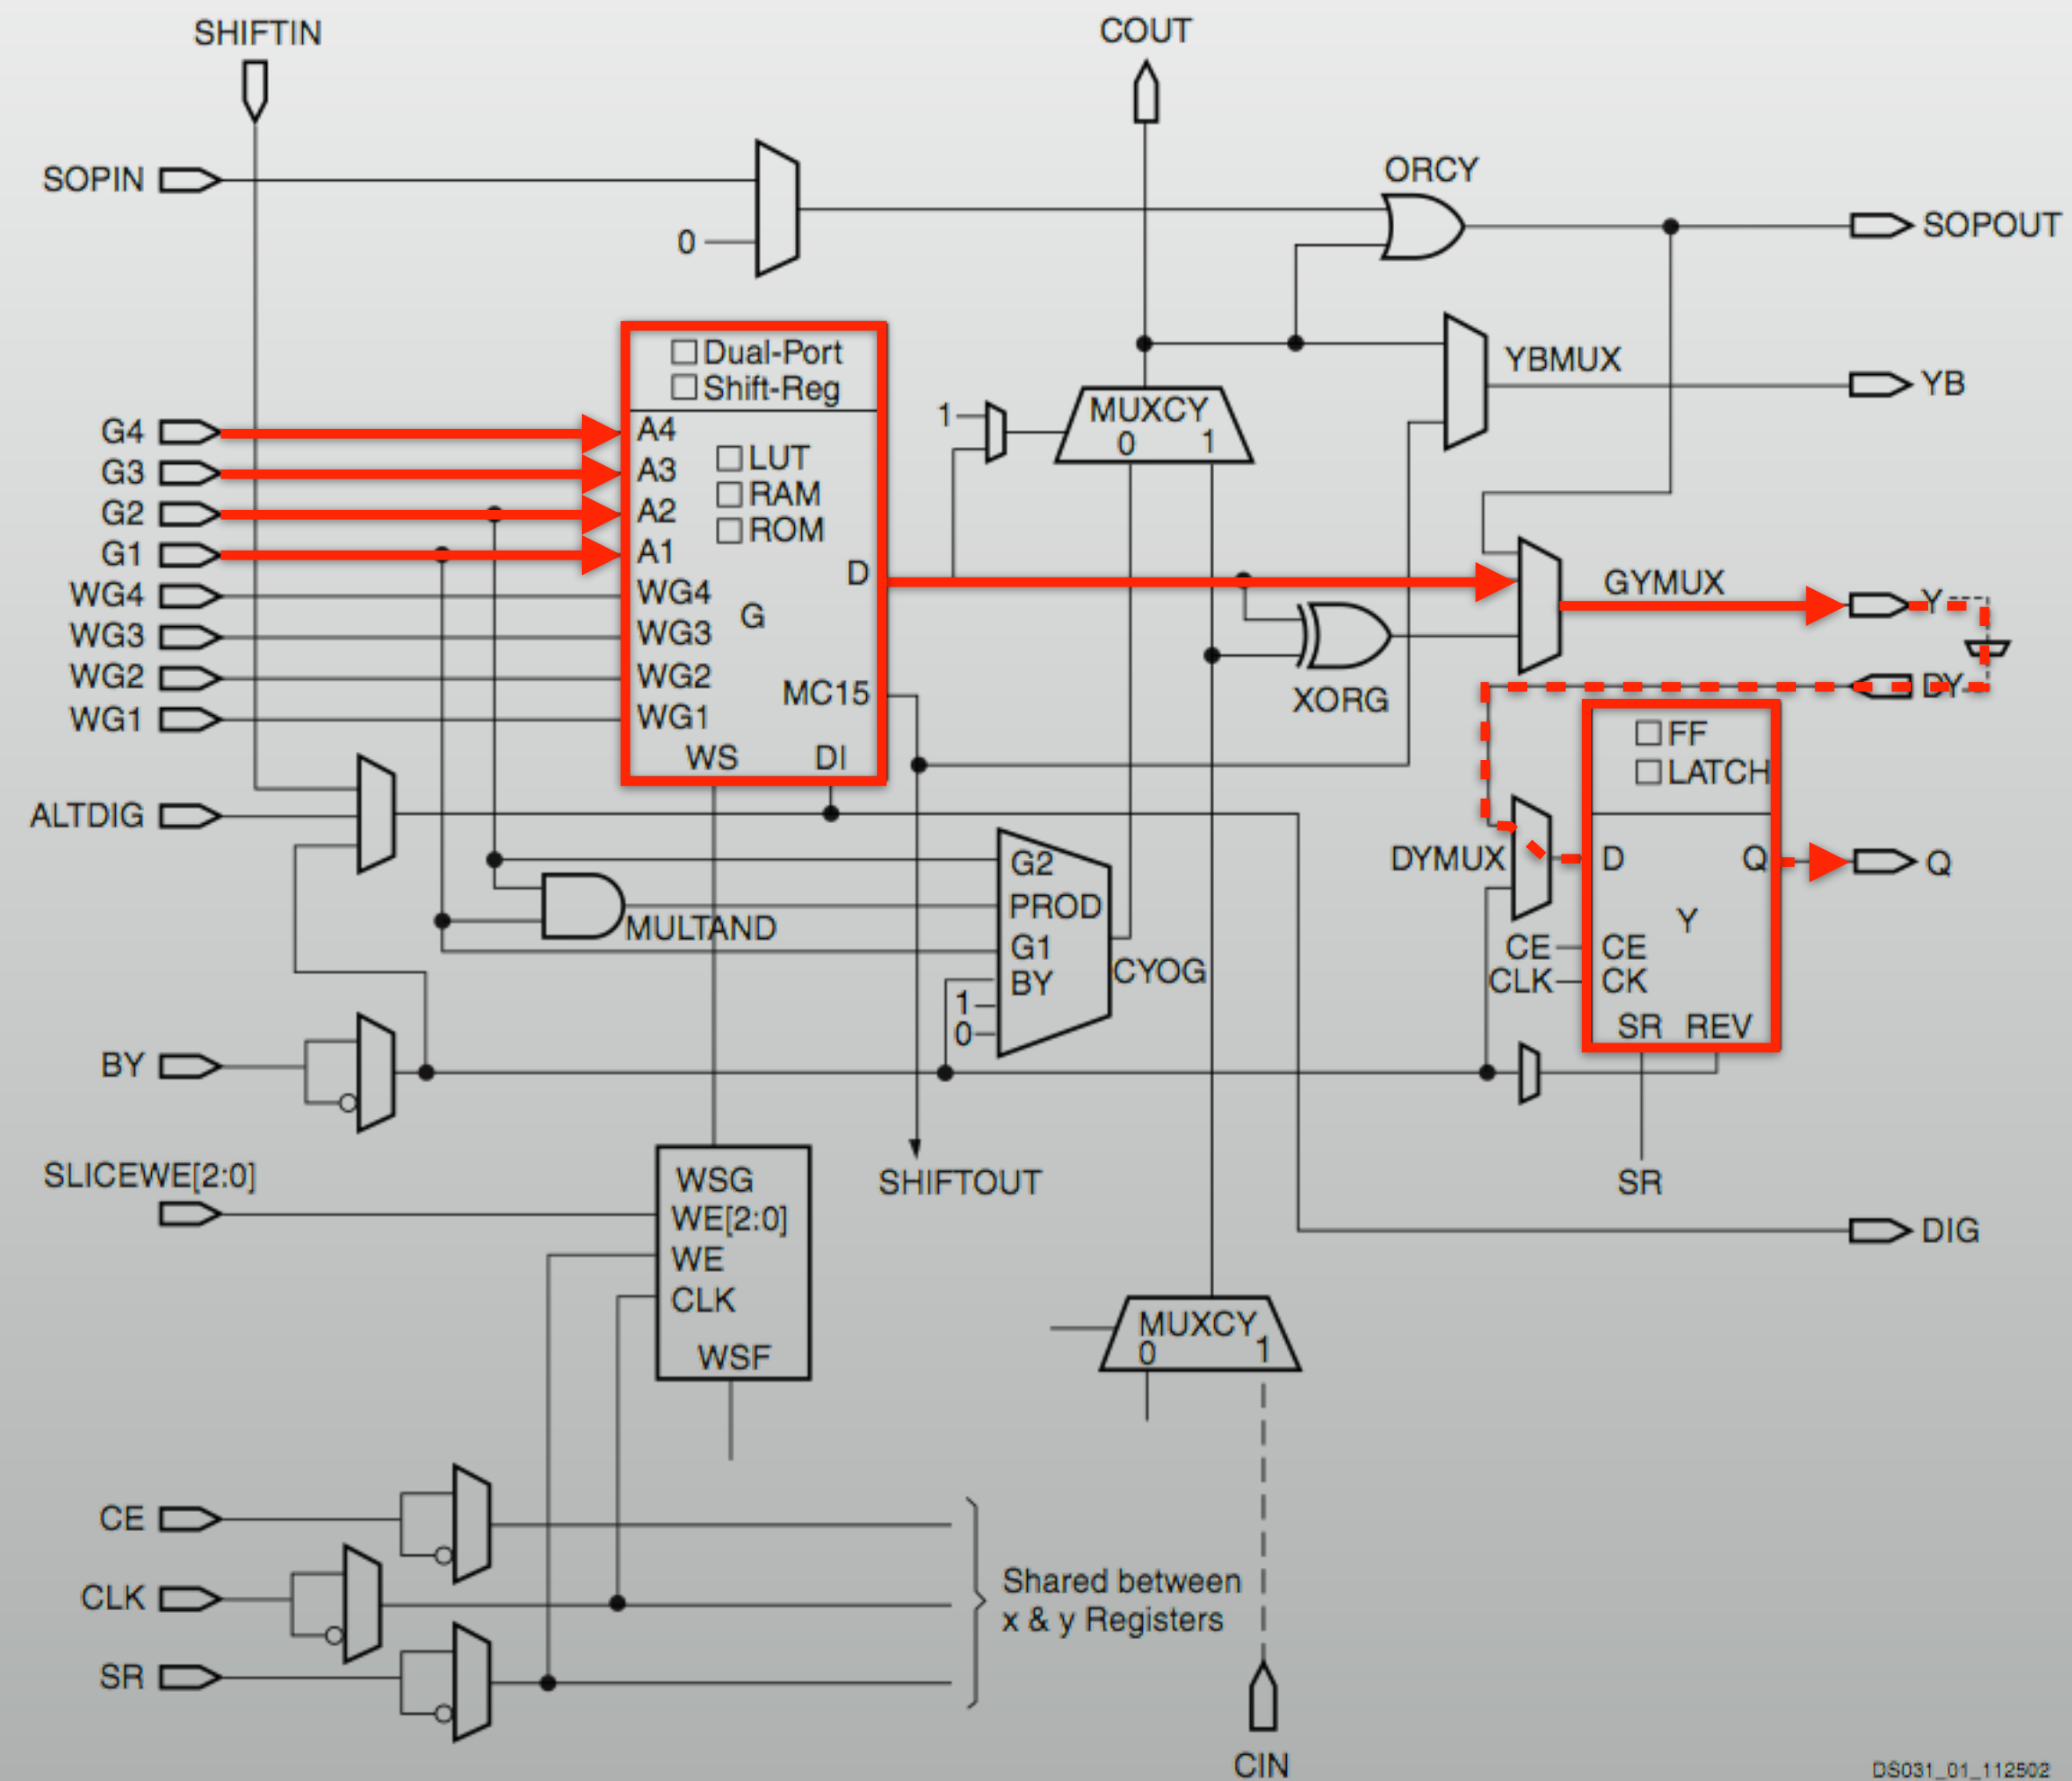 SHIFTIN
COUT
SOPIN
0
ORCY
SOPOUT
Dual-Port
Shift-Reg
YBMUX
YB
1
MUXCY
0 1
G4
G3
G2
G1
WG4
WG3
WG2
WG1
A4
A3
A2
A1
WG4
WG3
WG2
WG1
LUT
RAM
ROM
D
G
MC15
WS DI
GYMUX
Y
DY
XORG
FF
LATCH
ALTDIG
DYMUX
D
Q
Q
Y
CE
CLK
CE
CK
SR REV
G2
PROD
G1
BY
1
0
CYOG
MULTAND
BY
SLICEWE[2:0]
WSG
WE[2:0]
WE
CLK
WSF
SHIFTOUT
SR
DIG
MUXCY
0 1
CE
CLK
SR
Shared between
x & y Registers
CIN
DS031_01_112502